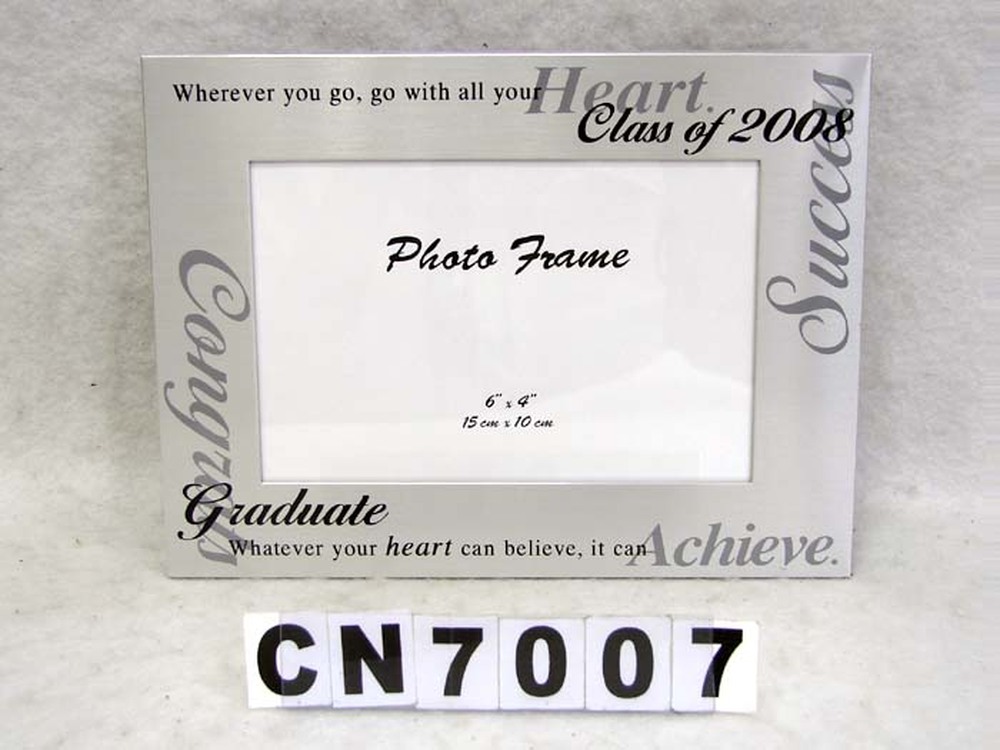 Wherever you go, go with all your Heart.
Class of 2008
Success
Photo Frame
6" x 4"
15 cm x 10 cm
Congrats
Graduate
Whatever your heart can believe, it can Achieve.
CN7007